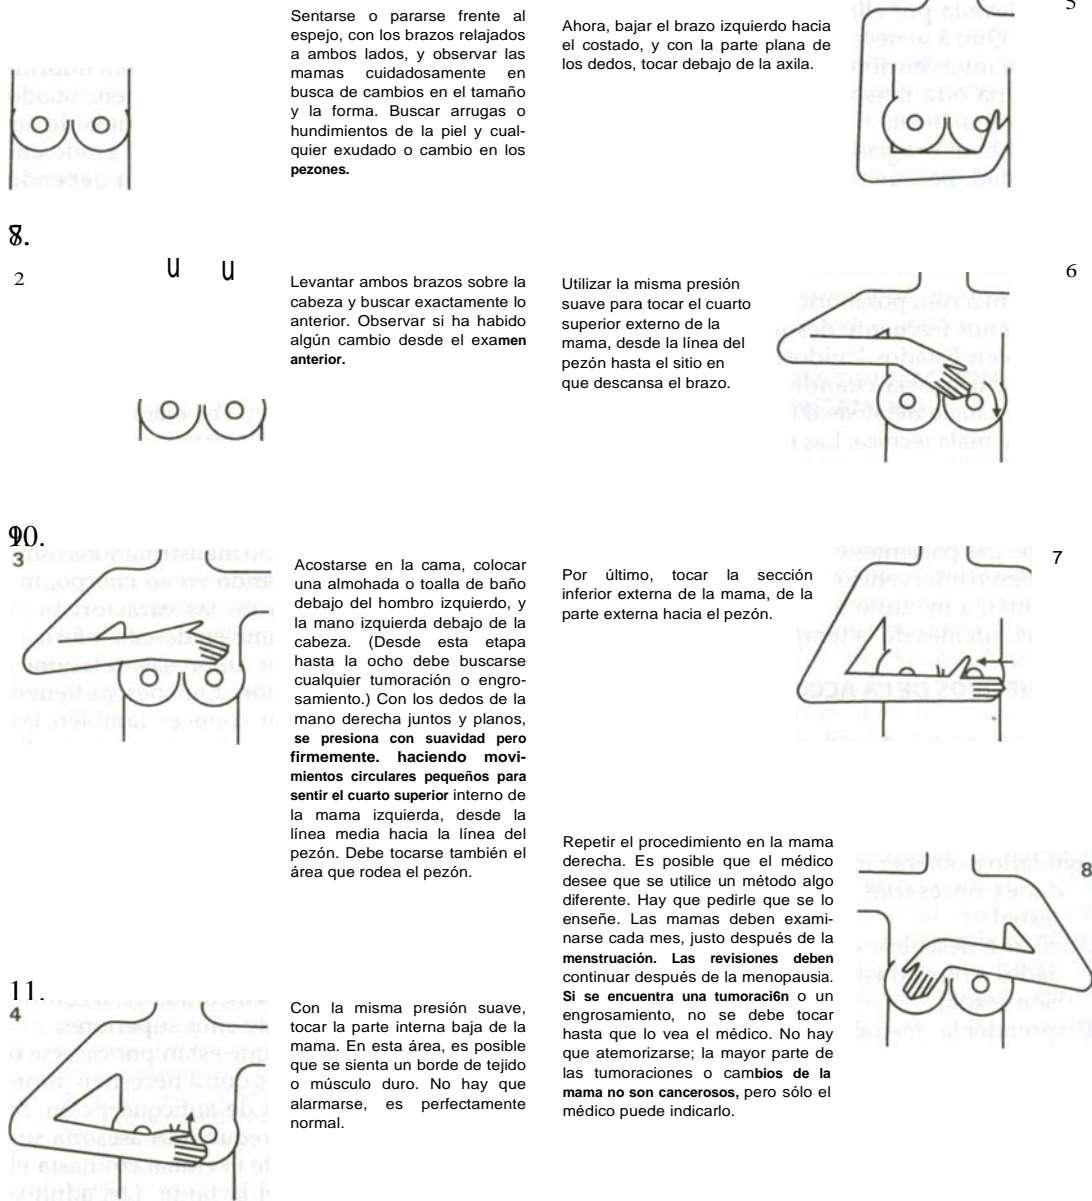 Sentarse o pararse frente al
espejo, con los brazos relajados
a ambos lados, y observar las
mamas cuidadosamente en
busca de cambios en el tamaño
y la forma. Buscar arrugas o
hundimientos de la piel y cual-
quier exudado o cambio en los
pezones.
8.
2
u u
Levantar ambos brazos sobre la
cabeza y buscar exactamente lo
anterior. Observar si ha habido
algún cambio desde el examen
anterior.
10.
3
Acostarse en la cama, colocar
una almohada o toalla de baño
debajo del hombro izquierdo, y
la mano izquierda debajo de la
cabeza. (Desde esta etapa
hasta la ocho debe buscarse
cualquier tumoración o engro-
samiento.) Con los dedos de la
mano derecha juntos y planos,
se presiona con suavidad pero
firmemente. haciendo movi-
mientos circulares pequeños para
sentir el cuarto superior interno de
la mama izquierda, desde la
línea media hacia la línea del
pezón. Debe tocarse también el
área que rodea el pezón.
11.
4
Con la misma presión suave,
tocar la parte interna baja de la
mama. En esta área, es posible
que se sienta un borde de tejido
o músculo duro. No hay que
alarmarse, es perfectamente
normal.
5
Ahora, bajar el brazo izquierdo hacia
el costado, y con la parte plana de
los dedos, tocar debajo de la axila.
6
Utilizar la misma presión
suave para tocar el cuarto
superior externo de la
mama, desde la línea del
pezón hasta el sitio en
que descansa el brazo.
7
Por último, tocar la sección
inferior externa de la mama, de la
parte externa hacia el pezón.
8
Repetir el procedimiento en la mama
derecha. Es posible que el médico
desee que se utilice un método algo
diferente. Hay que pedirle que se lo
enseñe. Las mamas deben exami-
narse cada mes, justo después de la
menstruación. Las revisiones deben
continuar después de la menopausia.
Si se encuentra una tumoraci6n o un
engrosamiento, no se debe tocar
hasta que lo vea el médico. No hay
que atemorizarse; la mayor parte de
las tumoraciones o cambios de la
mama no son cancerosos, pero sólo el
médico puede indicarlo.